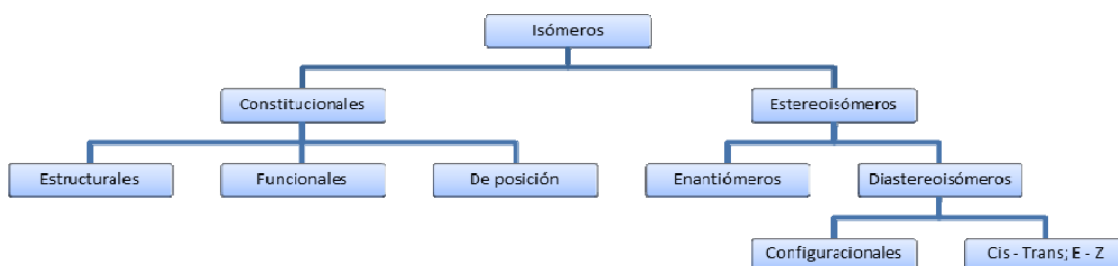 Isómeros
Constitucionales
Estereoisómeros
Estructurales
Funcionales
De posición
Enantiómeros
Diastereoisómeros
Configuracionales
Cis - Trans; E - Z